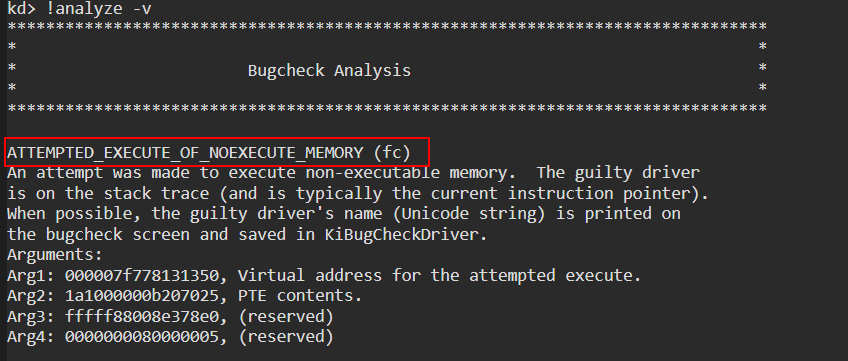 kd> !analyze -v
*******************************************************************************
*                                                                             *
*                        Bugcheck Analysis                                    *
*                                                                             *
*******************************************************************************
ATTEMPTED_EXECUTE_OF_NOEXECUTE_MEMORY (fc)
An attempt was made to execute non-executable memory.  The guilty driver
is on the stack trace (and is typically the current instruction pointer).
When possible, the guilty driver's name (Unicode string) is printed on
the bugcheck screen and saved in KiBugCheckDriver.
Arguments:
Arg1: 000007f778131350, Virtual address for the attempted execute.
Arg2: 1a1000000b207025, PTE contents.
Arg3: fffff88008e378e0, (reserved)
Arg4: 0000000080000005, (reserved)